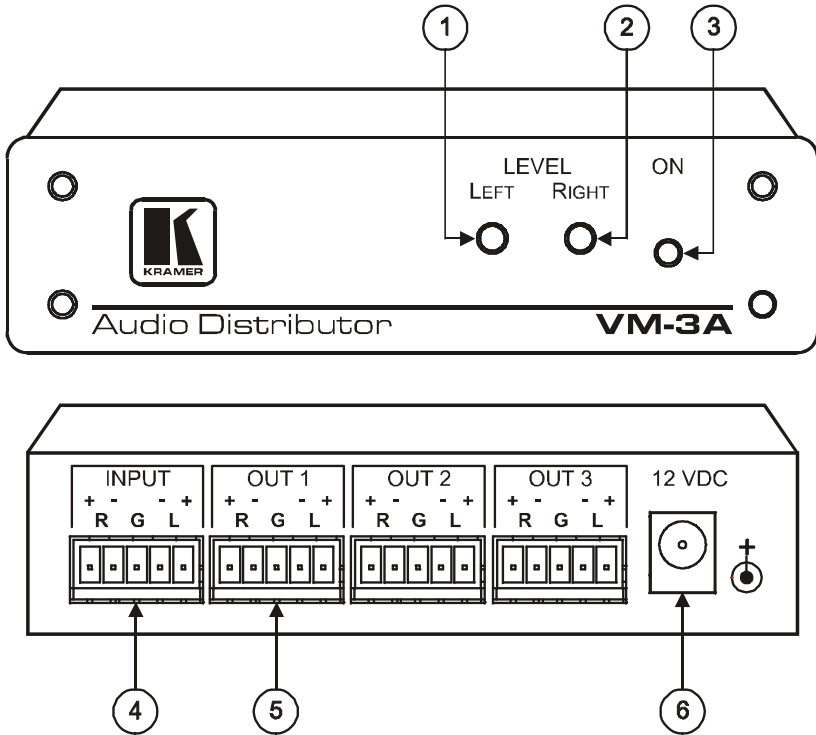 1 2 3
LEVEL ON
LEFT RIGHT
KRAMER
Audio Distributor VM-3A
INPUT OUT 1 OUT 2 OUT 3 12 VDC
+ - - + + - - + + - - + + - - +
R G L R G L R G L R G L +
4 5 6